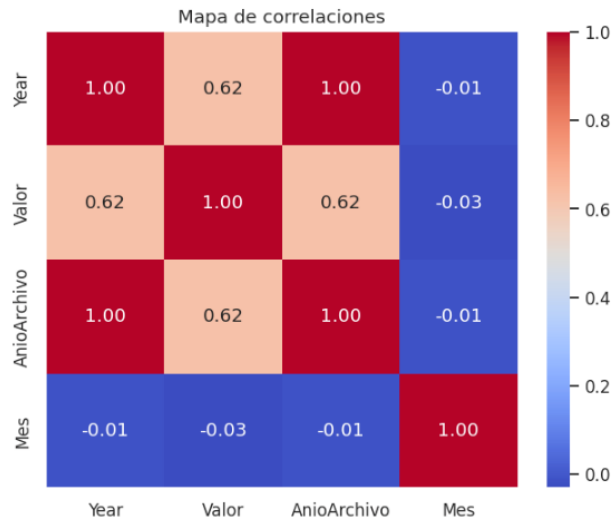 Mapa de correlaciones
Year 1.00 0.62 1.00 -0.01
Valor 0.62 1.00 0.62 -0.03
AnioArchivo 1.00 0.62 1.00 -0.01
Mes -0.01 -0.03 -0.01 1.00
Year Valor AnioArchivo Mes
1.0
0.8
0.6
0.4
0.2
0.0